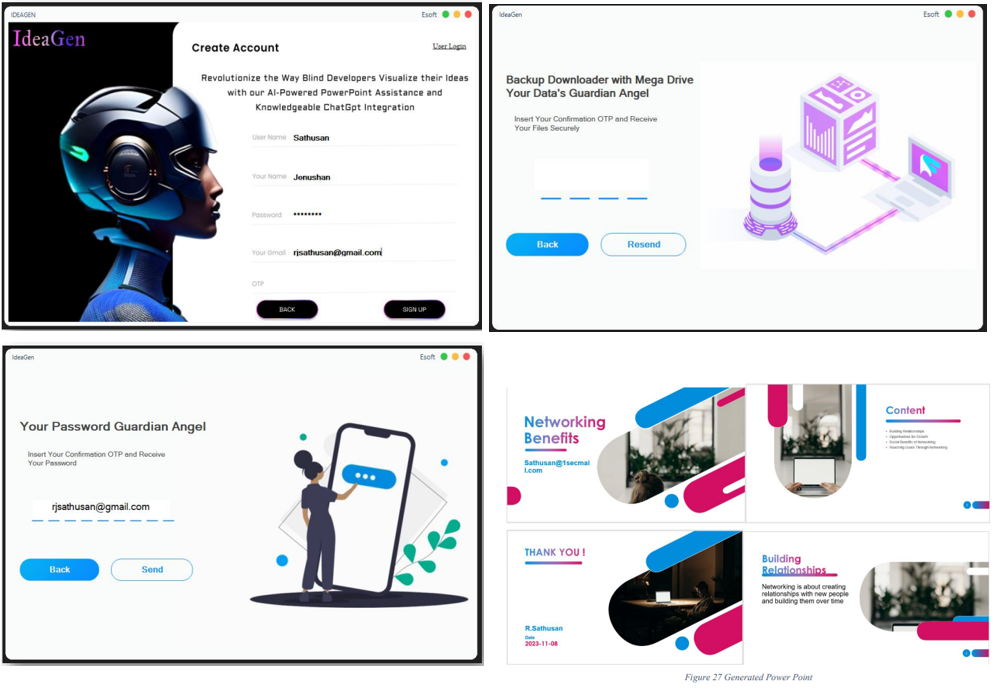 IDEAGEN
Esoft
IdeaGen
Create Account
User Login
Revolutionize the Way Blind Developers Visualize their Ideas
with our AI-Powered PowerPoint Assistance and
Knowledgeable ChatGpt Integration
User Name Sathusan
Your Name Jenushan
Password ••••••••
Your Gmail rjsathusan@gmail.com
OTP
BACK
SIGN UP
IdeaGen
Esoft
Backup Downloader with Mega Drive
Your Data's Guardian Angel
Insert Your Confirmation OTP and Receive
Your Files Securely
Back
Resend
IdeaGen
Esoft
Your Password Guardian Angel
Insert Your Confirmation OTP and Receive
Your Password
rjsathusan@gmail.com
Back
Send
Networking
Benefits
Sathusan@1secmai
l.com
Content
• Building Relationships
• Opportunities for Growth
• Social Benefits of Networking
• Reaching Goals Through Networking
THANK YOU !
R.Sathusan
Date
2023-11-08
Building
Relationships
Networking is about creating
relationships with new people
and building them over time
Figure 27 Generated Power Point